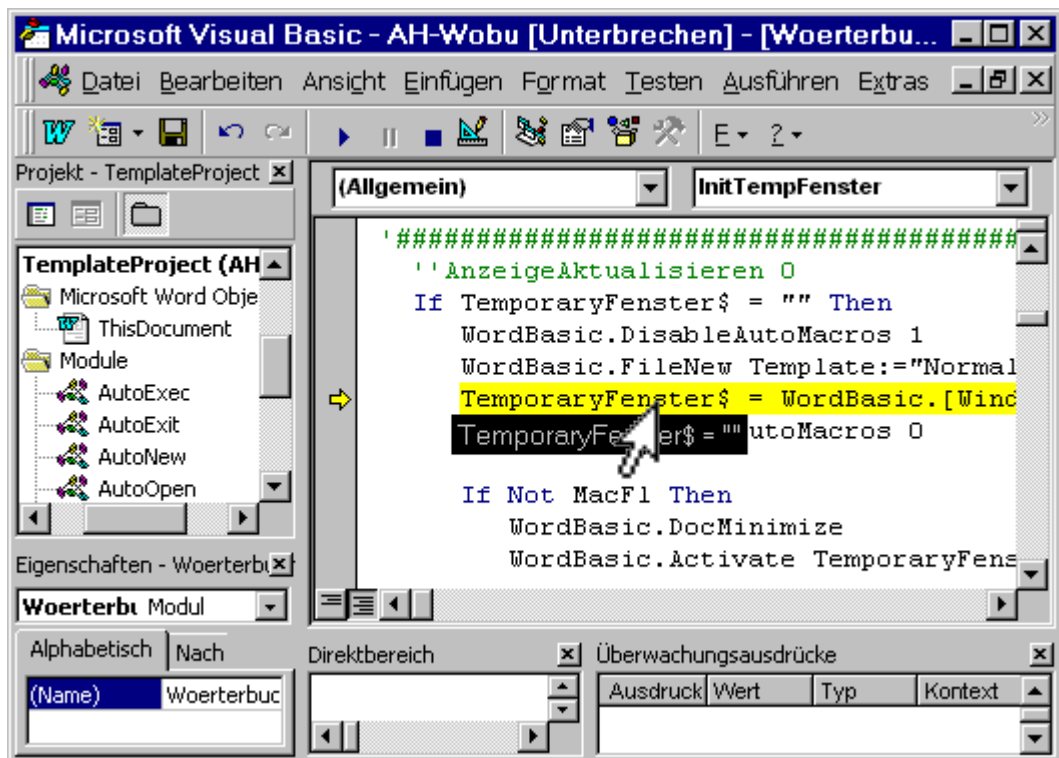 Microsoft Visual Basic - AH-Wobu [Unterbrechen] - [Woerterbu...
Datei Bearbeiten Ansicht Einfügen Format Testen Ausführen Extras
E ?
Projekt - TemplateProject
TemplateProject (AH
Microsoft Word Obje
ThisDocument
Module
AutoExec
AutoExit
AutoNew
AutoOpen
Eigenschaften - Woerterbu
Woerterbu Modul
Alphabetisch Nach
(Name) Woerterbuc
(Allgemein) InitTempFenster
'#######################################
''AnzeigeAktualisieren 0
If TemporaryFenster$ = "" Then
WordBasic.DisableAutoMacros 1
WordBasic.FileNew Template:="Normal
TemporaryFenster$ = WordBasic.[Wind
TemporaryFenster$ = "" utoMacros 0
If Not MacFl Then
WordBasic.DocMinimize
WordBasic.Activate TemporaryFens
Direktbereich
Überwachungsausdrücke
Ausdruck Wert Typ Kontext